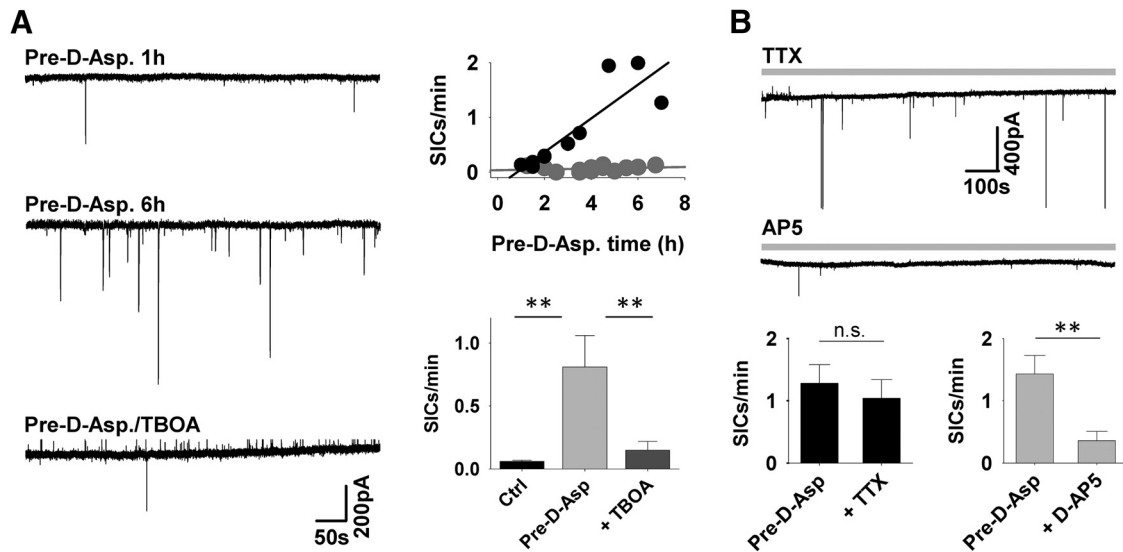 A
Pre-D-Asp. 1h
Pre-D-Asp. 6h
Pre-D-Asp./TBOA
50s
200pA
SICs/min
2
1
0
0 2 4 6 8
Pre-D-Asp. time (h)
** **
SICs/min
1.0
0.5
0.0
Ctrl
Pre-D-Asp
+ TBOA
B
TTX
400pA
100s
AP5
n.s.
SICs/min
2
1
0
Pre-D-Asp
+ TTX
**
SICs/min
2
1
0
Pre-D-Asp
+ D-AP5